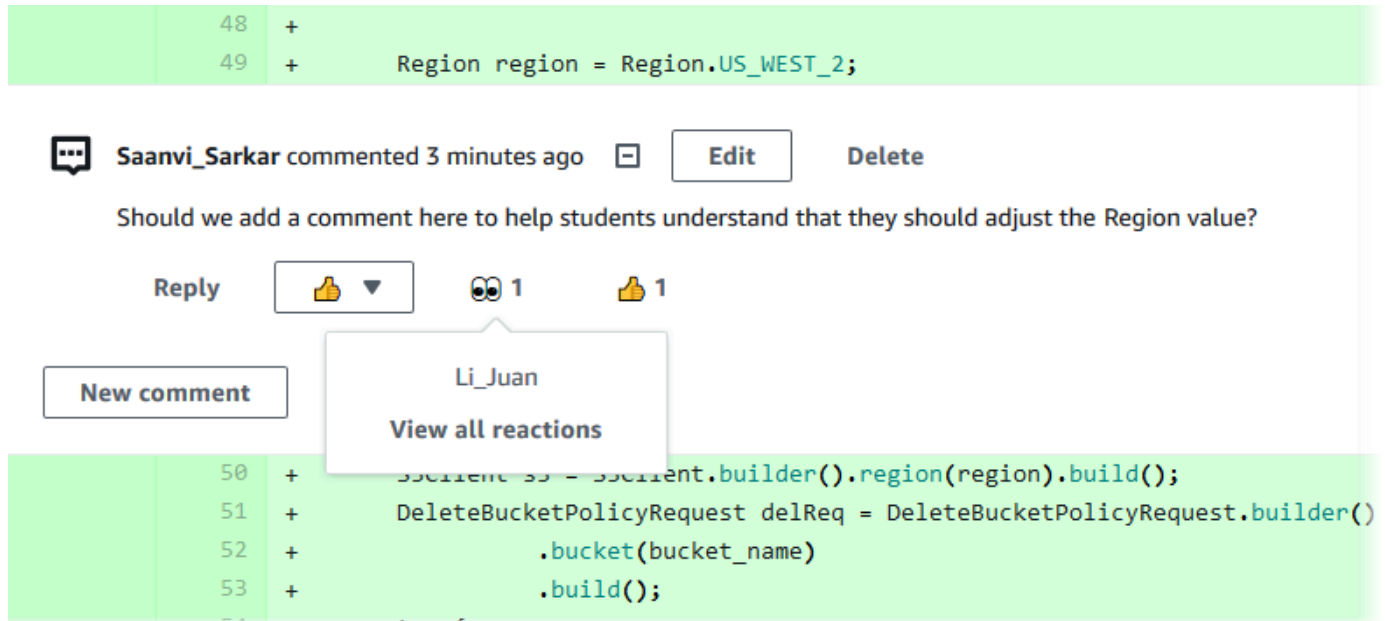 48 +
49 + Region region = Region.US_WEST_2;
Saanvi_Sarkar commented 3 minutes ago Edit Delete
Should we add a comment here to help students understand that they should adjust the Region value?
Reply 👍 ▼ 👀 1 👍 1
Li_Juan
New comment
View all reactions
50 + = .builder().region(region).build();
51 + DeleteBucketPolicyRequest delReq = DeleteBucketPolicyRequest.builder()
52 + .bucket(bucket_name)
53 + .build();